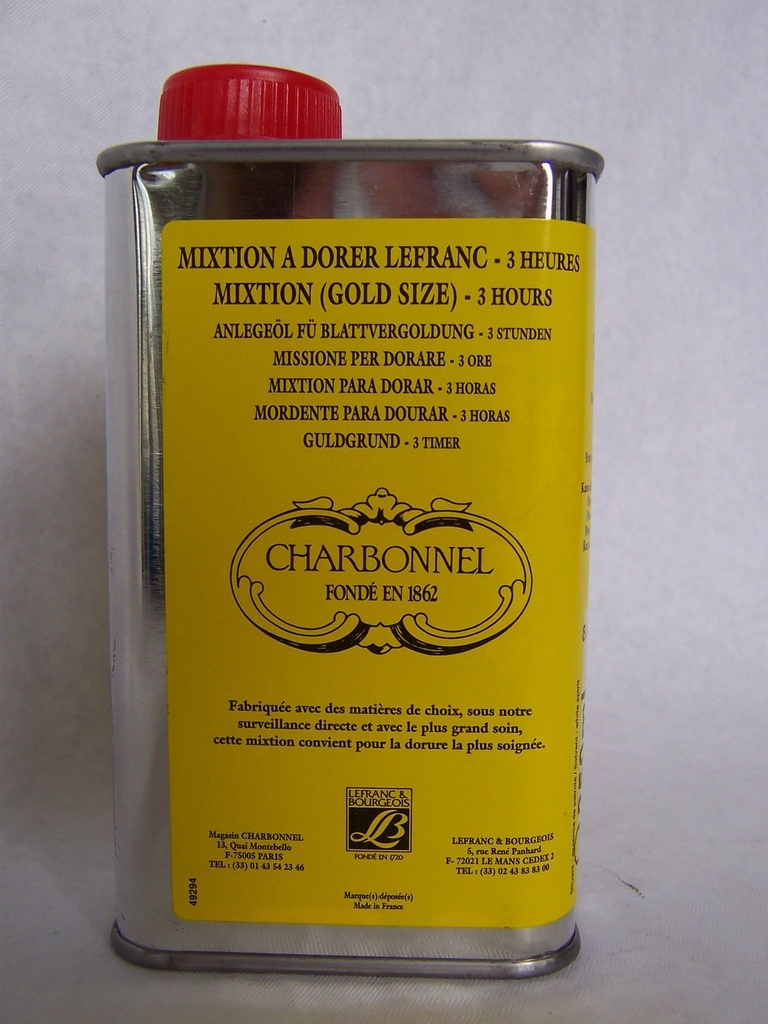 MIXTION A DORER LEFRANC - 3 HEURES
MIXTION (GOLD SIZE) - 3 HOURS
ANLEGEÖL FÜ BLATTVERGOLDUNG - 3 STUNDEN
MISSIONE PER DORARE - 3 ORE
MIXTION PARA DORAR - 3 HORAS
MORDENTE PARA DOURAR - 3 HORAS
GULDGRUND - 3 TIMER
CHARBONNEL
FONDÉ EN 1862
Fabriquée avec des matières de choix, sous notre
surveillance directe et avec le plus grand soin,
cette mixtion convient pour la dorure la plus soignée.
LEFRANC &
BOURGEOIS
LB
FONDÉ EN 1720
Magasin CHARBONNEL
13, Quai Montebello
F-75005 PARIS
TEL : (33) 01 43 54 23 46
LEFRANC & BOURGEOIS
5, rue René Panhard
F- 72021 LE MANS CEDEX 2
TEL : (33) 02 43 83 83 00
Marque(s) déposée(s)
Made in France
49294